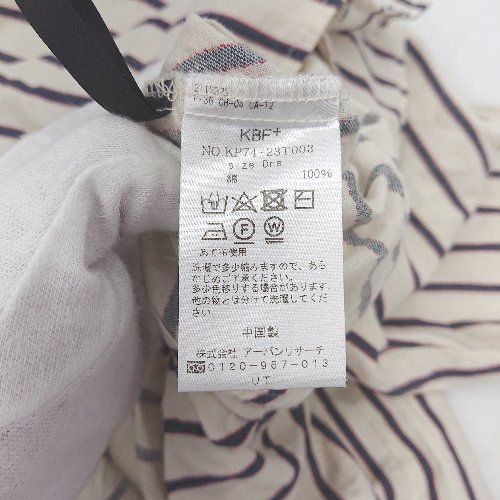 KBF+
NO KP74-23T003
size One
綿 100%
あて布使用
洗濯で多少縮みますので、あら
かじめご了承ください。
多少色移りする場合があります。
他の物とは分けて洗濯してくださ
い。
中国製
株式会社 アーバンリサーチ
0120-967-013
U.T